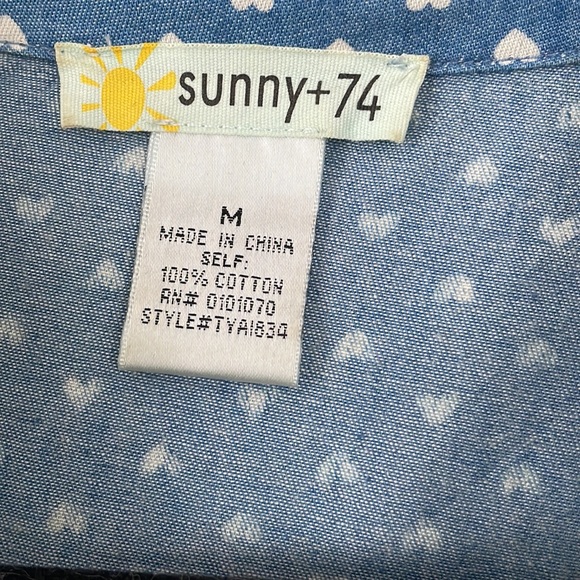 sunny+74
M
MADE IN CHINA
SELF:
100% COTTON
RN# 0101070
STYLE#TYA1834